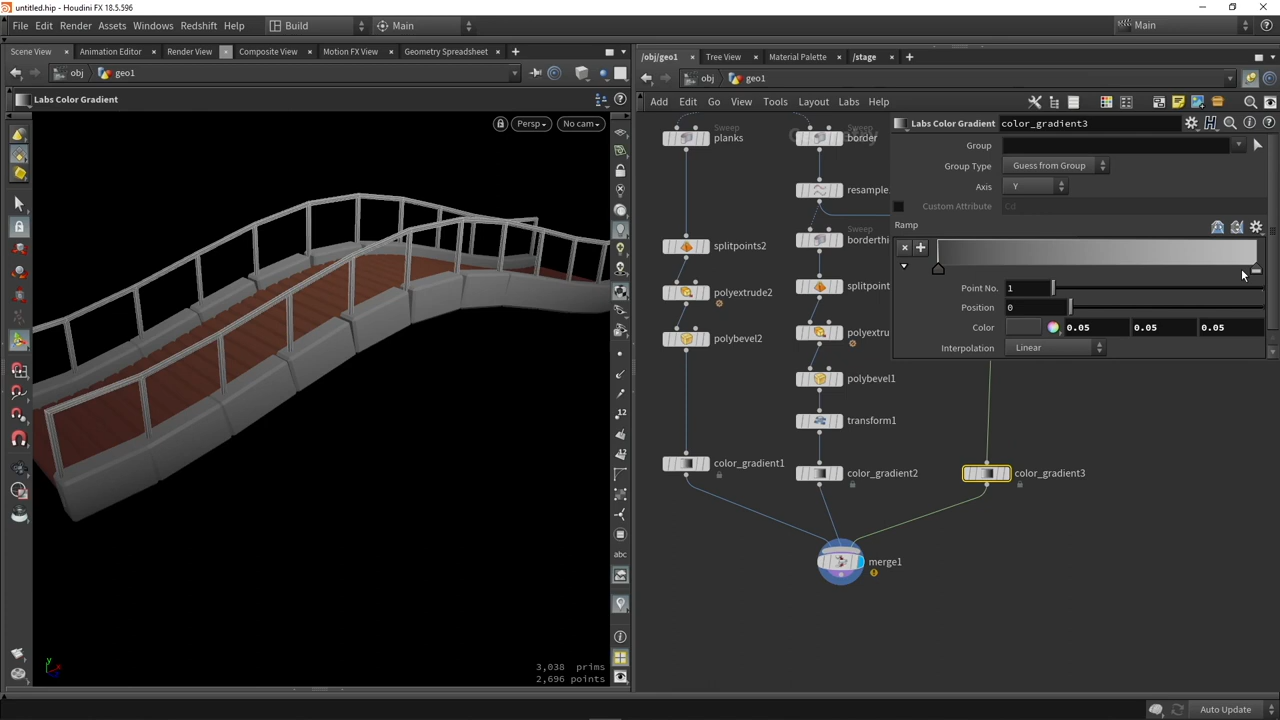 untitled.hip - Houdini FX 18.5.596
File Edit Render Assets Windows Redshift Help Build Main Main
Scene View Animation Editor Render View Composite View Motion FX View Geometry Spreadsheet
obj geo1
Labs Color Gradient
Persp No cam
3,038 prims
2,696 points
abc
12
/obj/geo1 Tree View Material Palette /stage
obj geo1
Add Edit Go View Tools Layout Labs Help
Labs Color Gradient color_gradient3
Group
Group Type Guess from Group
Axis Y
Custom Attribute Cd
Ramp
Point No. 1
Position 0
Color 0.05 0.05 0.05
Interpolation Linear
Sweep
planks
Sweep
border
resample
splitpoints2
Sweep
borderthi
polyextrude2
splitpoint
polybevel2
polyextru
polybevel1
transform1
color_gradient1
color_gradient2
color_gradient3
merge1
Auto Update